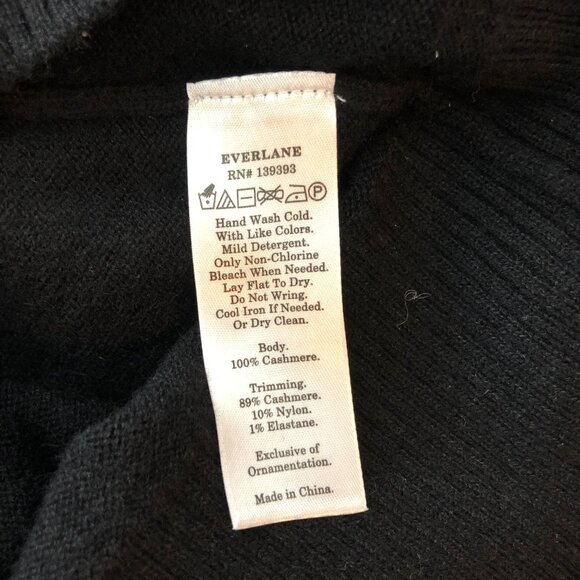 EVERLANE
RN# 139393
Hand Wash Cold.
With Like Colors.
Mild Detergent.
Only Non-Chlorine
Bleach When Needed.
Lay Flat To Dry.
Do Not Wring.
Cool Iron If Needed.
Or Dry Clean.
Body.
100% Cashmere.
Trimming.
89% Cashmere.
10% Nylon.
1% Elastane.
Exclusive of
Ornamentation.
Made in China.